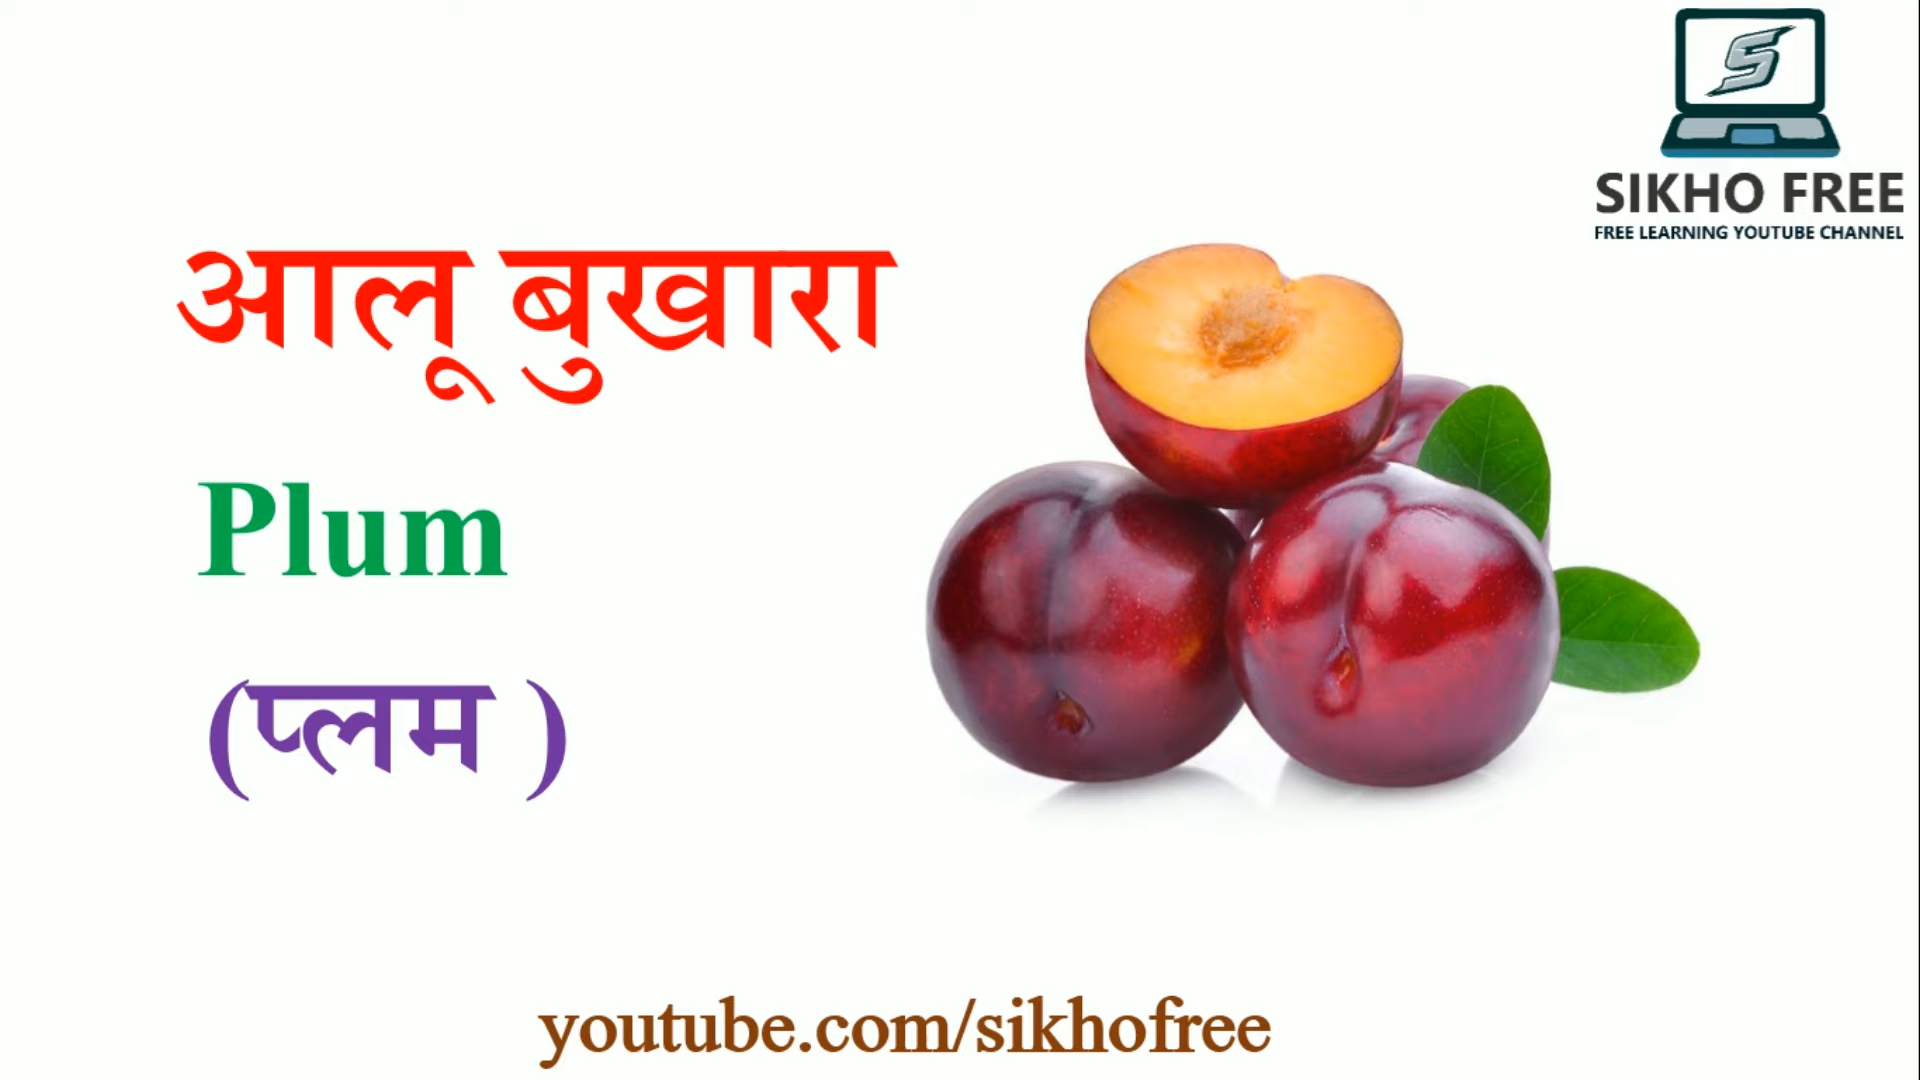 SIKHO FREE
FREE LEARNING YOUTUBE CHANNEL
आलू बुखारा
Plum
(प्लम )
youtube.com/sikhofree